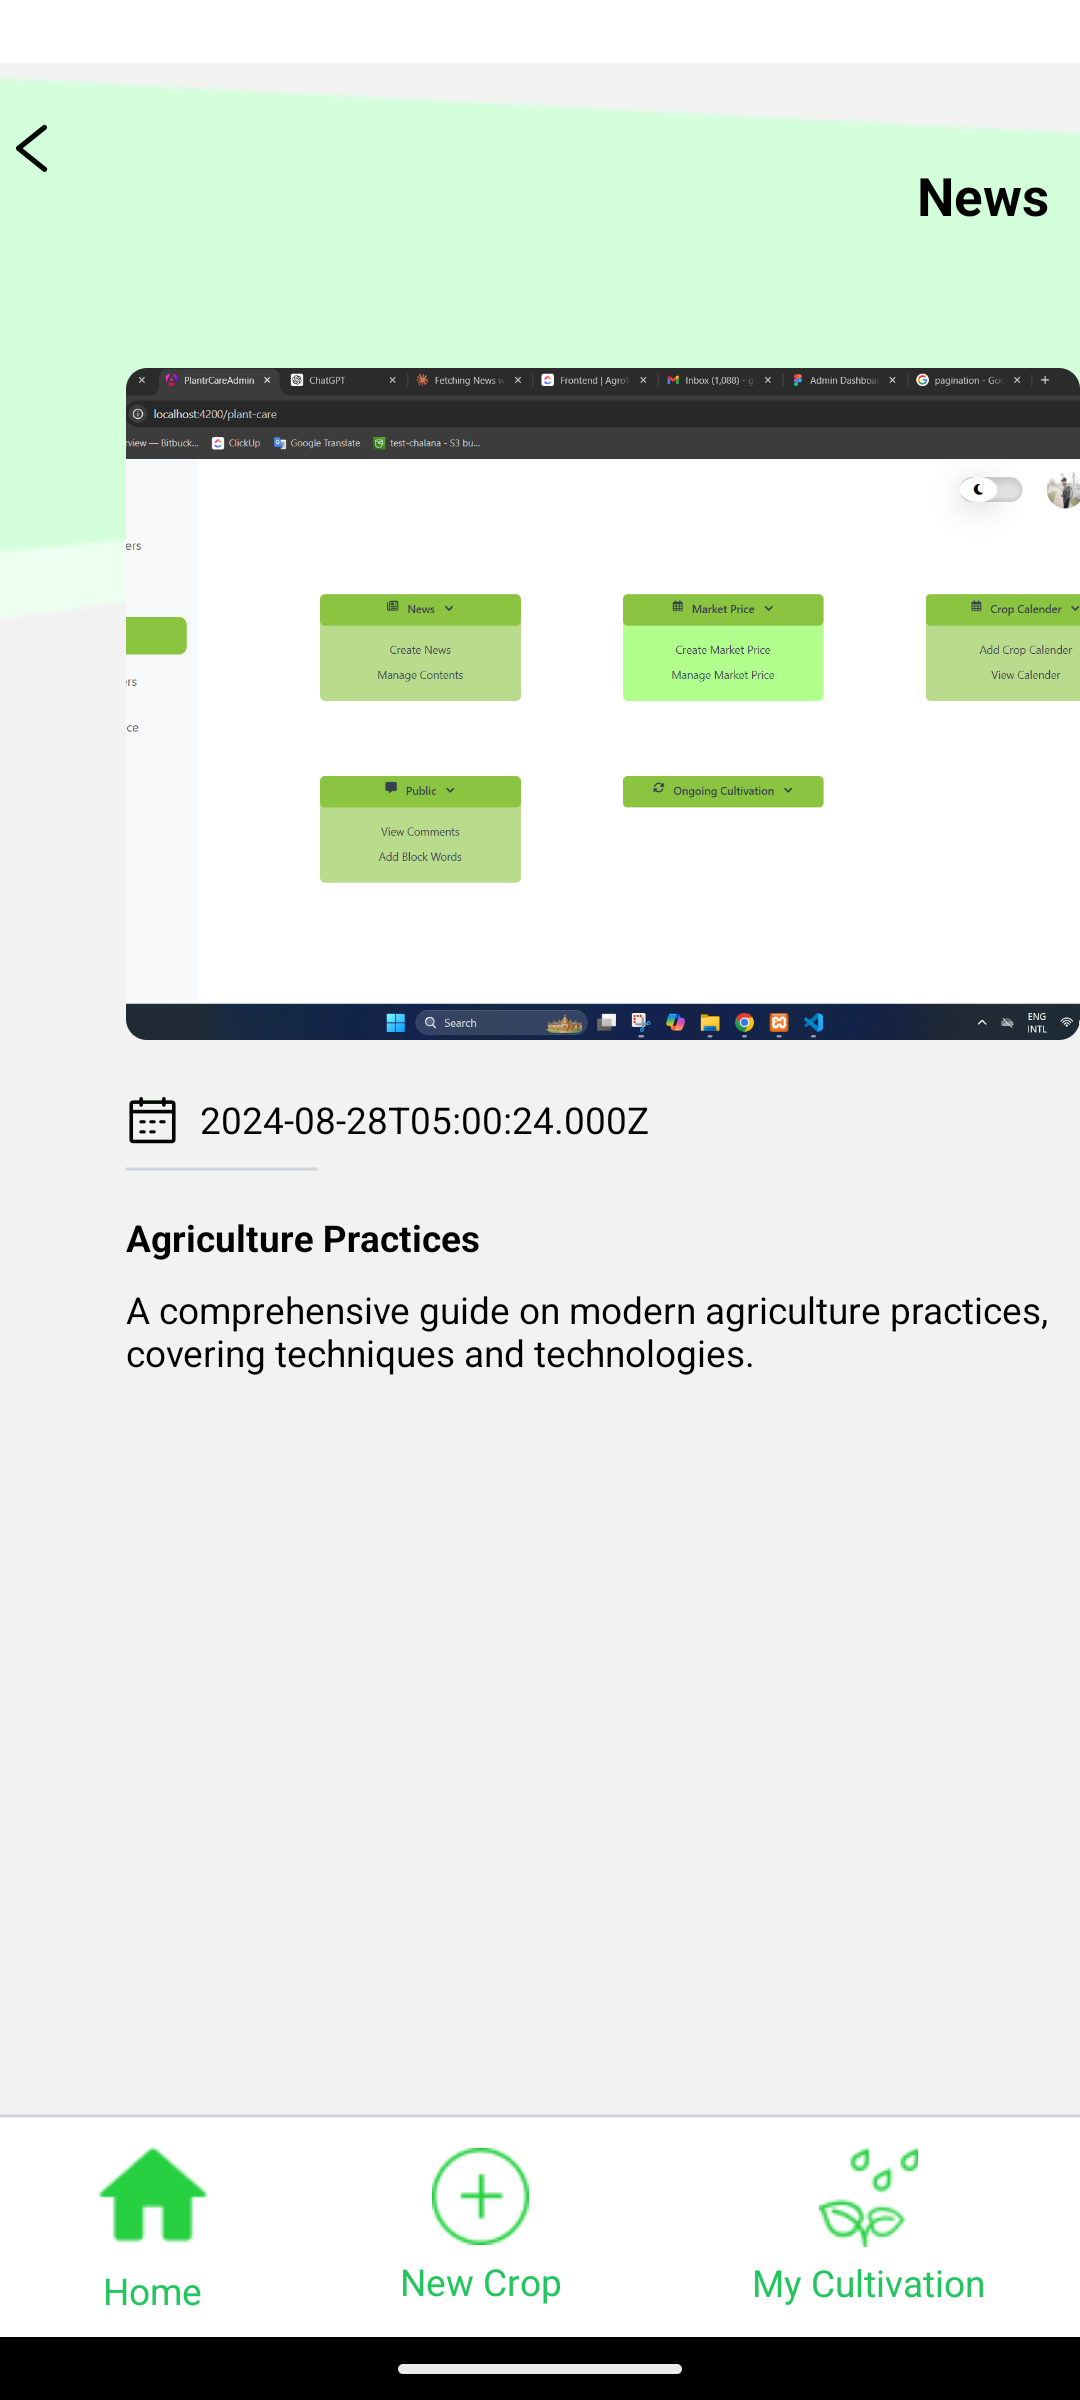 News
PlantrCareAdmin
ChatGPT
Fetching News w
Frontend | Agro
Inbox (1,088) - g
Admin Dashboa
pagination - Goo
localhost:4200/plant-care
rview — Bitbuck...
ClickUp
Google Translate
test-chalana - S3 bu...
ers
News
Market Price
Crop Calender
Create News
Create Market Price
Add Crop Calender
Manage Contents
Manage Market Price
View Calender
rs
ce
Public
Ongoing Cultivation
View Comments
Add Block Words
Search
ENG
INTL
2024-08-28T05:00:24.000Z
Agriculture Practices
A comprehensive guide on modern agriculture practices,
covering techniques and technologies.
Home
New Crop
My Cultivation